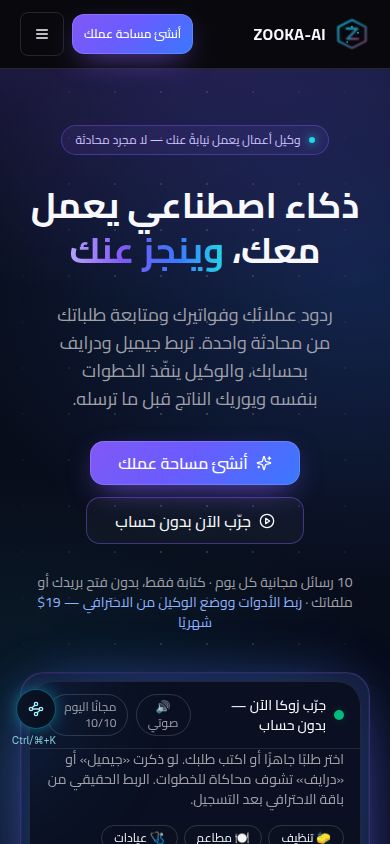 ZOOKA-AI
أنشئ مساحة عملك
وكيل أعمال يعمل نيابةً عنك — لا مجرد محادثة
ذكاء اصطناعي يعمل
معك، وينجز عنك
ردود عملائك وفواتيرك ومتابعة طلباتك
من محادثة واحدة. تربط جيميل ودرايف
بحسابك، والوكيل ينفّذ الخطوات
بنفسه ويوريك الناتج قبل ما ترسله.
أنشئ مساحة عملك
جرّب الآن بدون حساب
10 رسائل مجانية كل يوم · كتابة فقط، بدون فتح بريدك أو
ملفاتك · ربط الأدوات ووضع الوكيل من الاحترافي — 19$
شهريًا
جرّب زوكا الآن —
بدون حساب
🔊
صوتي
مجانًا اليوم
10/10
Ctrl/⌘+K
اختر طلبًا جاهزًا أو اكتب طلبك. لو ذكرت «جيميل» أو
«درايف» تشوف محاكاة للخطوات. الربط الحقيقي من
باقة الاحترافي بعد التسجيل.
🧽 تنظيف
🍽️ مطاعم
🩺 عيادات